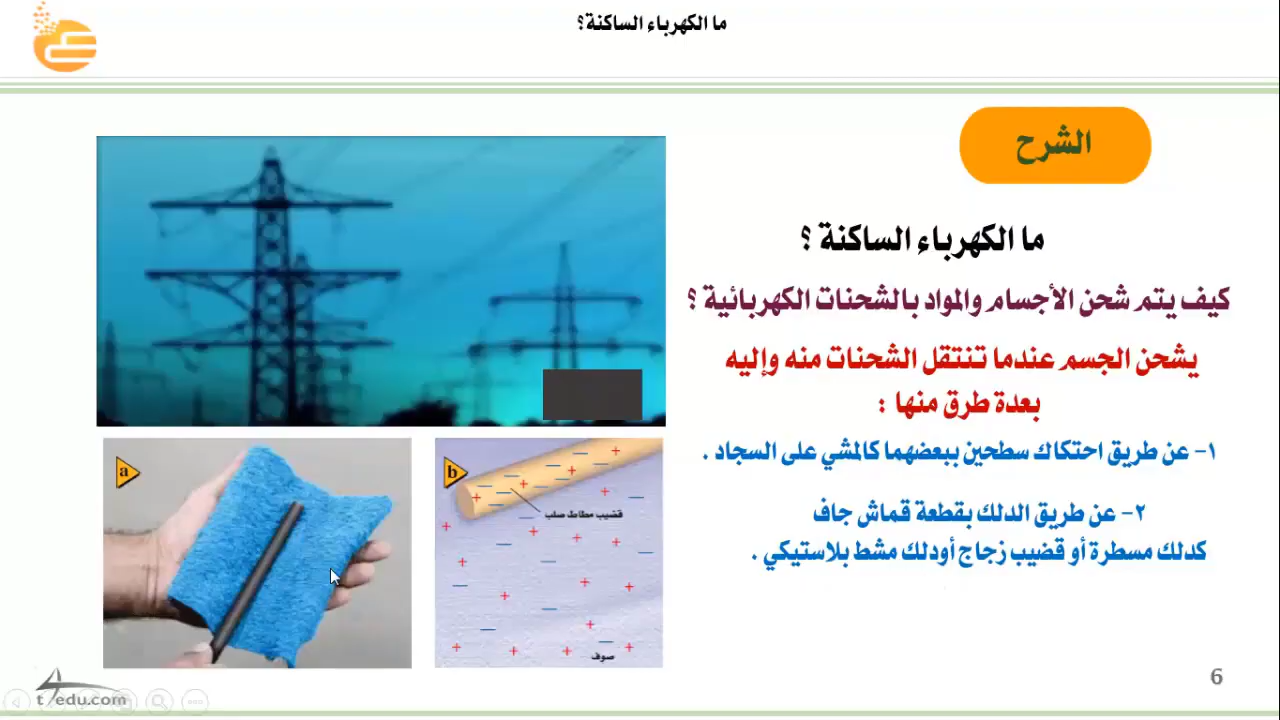 ما الكهرباء الساكنة؟
الشرح
ما الكهرباء الساكنة ؟
كيف يتم شحن الأجسام والمواد بالشحنات الكهربائية ؟
يشحن الجسم عندما تنتقل الشحنات منه وإليه
بعدة طرق منها :
١- عن طريق احتكاك سطحين ببعضهما كالمشي على السجاد .
٢- عن طريق الدلك بقطعة قماش جاف
كدلك مسطرة أو قضيب زجاج أودلك مشط بلاستيكي .
a
b
قضيب مطاط صلب
صوف
6
t4edu.com